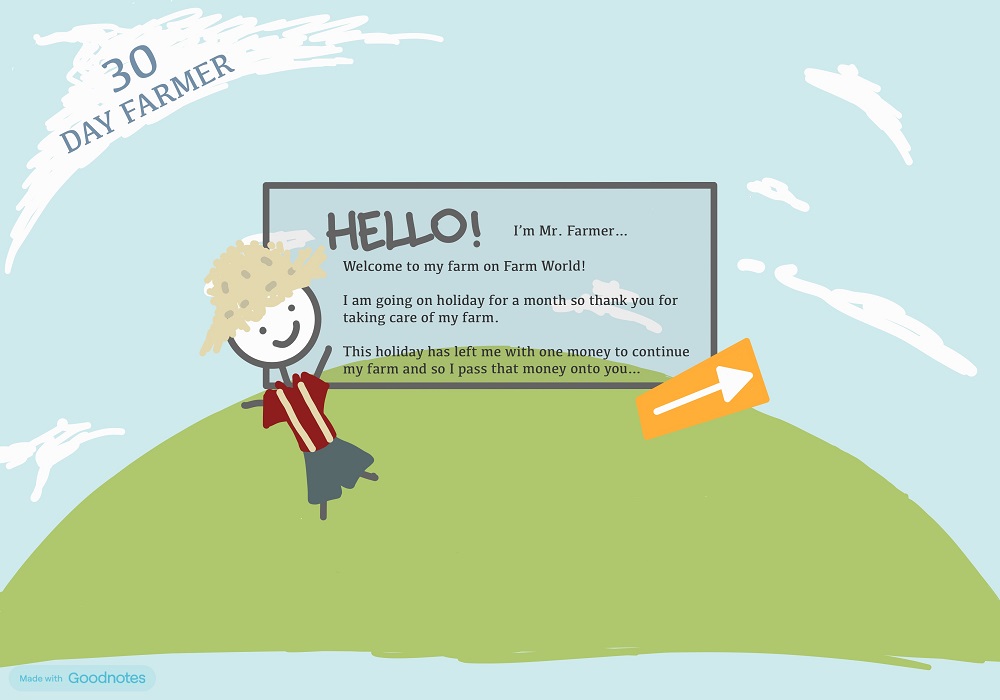 30
DAY FARMER
HELLO! I'm Mr. Farmer...
Welcome to my farm on Farm World!
I am going on holiday for a month so thank you for
taking care of my farm.
This holiday has left me with one money to continue
my farm and so I pass that money onto you...
Made with Goodnotes